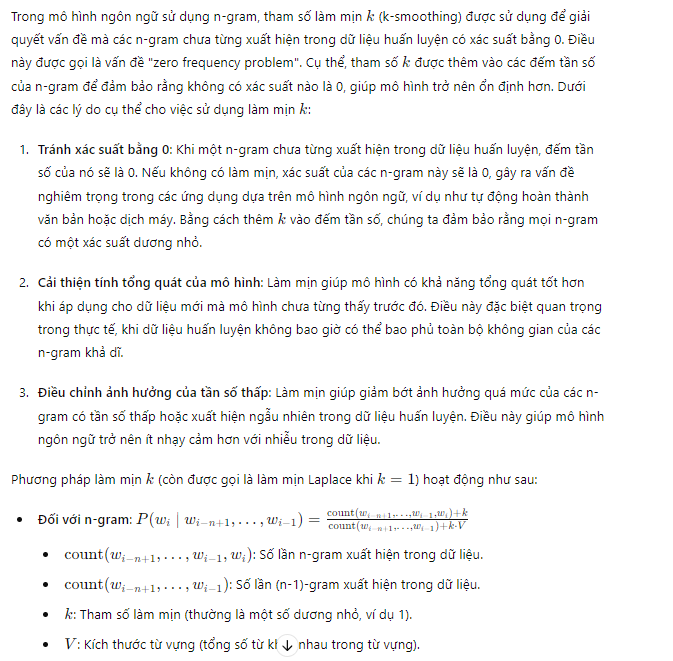 Trong mô hình ngôn ngữ sử dụng n-gram, tham số làm mịn k (k-smoothing) được sử dụng để giải
quyết vấn đề mà các n-gram chưa từng xuất hiện trong dữ liệu huấn luyện có xác suất bằng 0. Điều
này được gọi là vấn đề "zero frequency problem". Cụ thể, tham số k được thêm vào các đếm tần số
của n-gram để đảm bảo rằng không có xác suất nào là 0, giúp mô hình trở nên ổn định hơn. Dưới
đây là các lý do cụ thể cho việc sử dụng làm mịn k:
1. Tránh xác suất bằng 0: Khi một n-gram chưa từng xuất hiện trong dữ liệu huấn luyện, đếm tần
số của nó sẽ là 0. Nếu không có làm mịn, xác suất của các n-gram này sẽ là 0, gây ra vấn đề
nghiêm trọng trong các ứng dụng dựa trên mô hình ngôn ngữ, ví dụ như tự động hoàn thành
văn bản hoặc dịch máy. Bằng cách thêm k vào đếm tần số, chúng ta đảm bảo rằng mọi n-gram
có một xác suất dương nhỏ.
2. Cải thiện tính tổng quát của mô hình: Làm mịn giúp mô hình có khả năng tổng quát tốt hơn
khi áp dụng cho dữ liệu mới mà mô hình chưa từng thấy trước đó. Điều này đặc biệt quan trọng
trong thực tế, khi dữ liệu huấn luyện không bao giờ có thể bao phủ toàn bộ không gian của các
n-gram khả dĩ.
3. Điều chỉnh ảnh hưởng của tần số thấp: Làm mịn giúp giảm bớt ảnh hưởng quá mức của các n-
gram có tần số thấp hoặc xuất hiện ngẫu nhiên trong dữ liệu huấn luyện. Điều này giúp mô hình
ngôn ngữ trở nên ít nhạy cảm hơn với nhiễu trong dữ liệu.
Phương pháp làm mịn k (còn được gọi là làm mịn Laplace khi k = 1) hoạt động như sau:
• Đối với n-gram: P(w_i | w_{i−n+1}, . . . , w_{i−1}) = \frac{count(w_{i−n+1},...,w_{i−1},w_i)+k}{count(w_{i−n+1},...,w_{i−1})+k·V}
• count(w_{i−n+1}, . . . , w_{i−1}, w_i): Số lần n-gram xuất hiện trong dữ liệu.
• count(w_{i−n+1}, . . . , w_{i−1}): Số lần (n-1)-gram xuất hiện trong dữ liệu.
• k: Tham số làm mịn (thường là một số dương nhỏ, ví dụ 1).
• V: Kích thước từ vựng (tổng số từ nhau trong từ vựng).